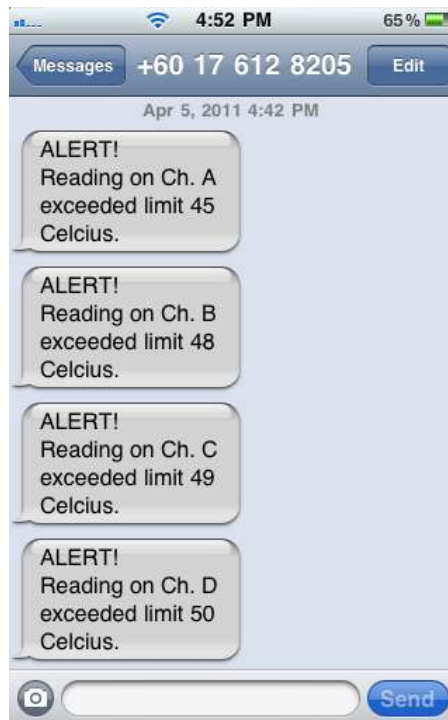 4:52 PM
65%
Messages
+60 17 612 8205
Edit
Apr 5, 2011 4:42 PM
ALERT!
Reading on Ch. A
exceeded limit 45
Celcius.
ALERT!
Reading on Ch. B
exceeded limit 48
Celcius.
ALERT!
Reading on Ch. C
exceeded limit 49
Celcius.
ALERT!
Reading on Ch. D
exceeded limit 50
Celcius.
Send